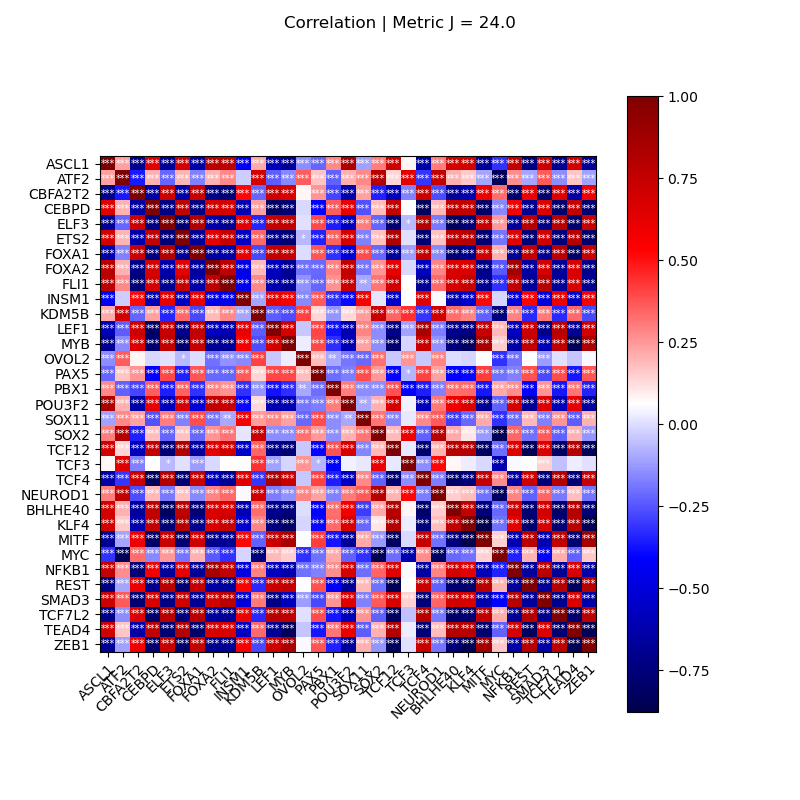 Correlation | Metric J = 24.0
ASCL1
ATF2
CBFA2T2
CEBPD
ELF3
ETS2
FOXA1
FOXA2
FLI1
INSM1
KDM5B
LEF1
MYB
OVOL2
PAX5
PBX1
POU3F2
SOX11
SOX2
TCF12
TCF3
TCF4
NEUROD1
BHLHE40
KLF4
MITF
MYC
NFKB1
REST
SMAD3
TCF7L2
TEAD4
ZEB1
ASCL1
ATF2
CBFA2T2
CEBPD
ELF3
ETS2
FOXA1
FOXA2
FLI1
INSM1
KDM5B
LEF1
MYB
OVOL2
PAX5
PBX1
POU3F2
SOX11
SOX2
TCF12
TCF3
TCF4
NEUROD1
BHLHE40
KLF4
MITF
MYC
NFKB1
REST
SMAD3
TCF7L2
TEAD4
ZEB1
1.00
0.75
0.50
0.25
0.00
−0.25
−0.50
−0.75